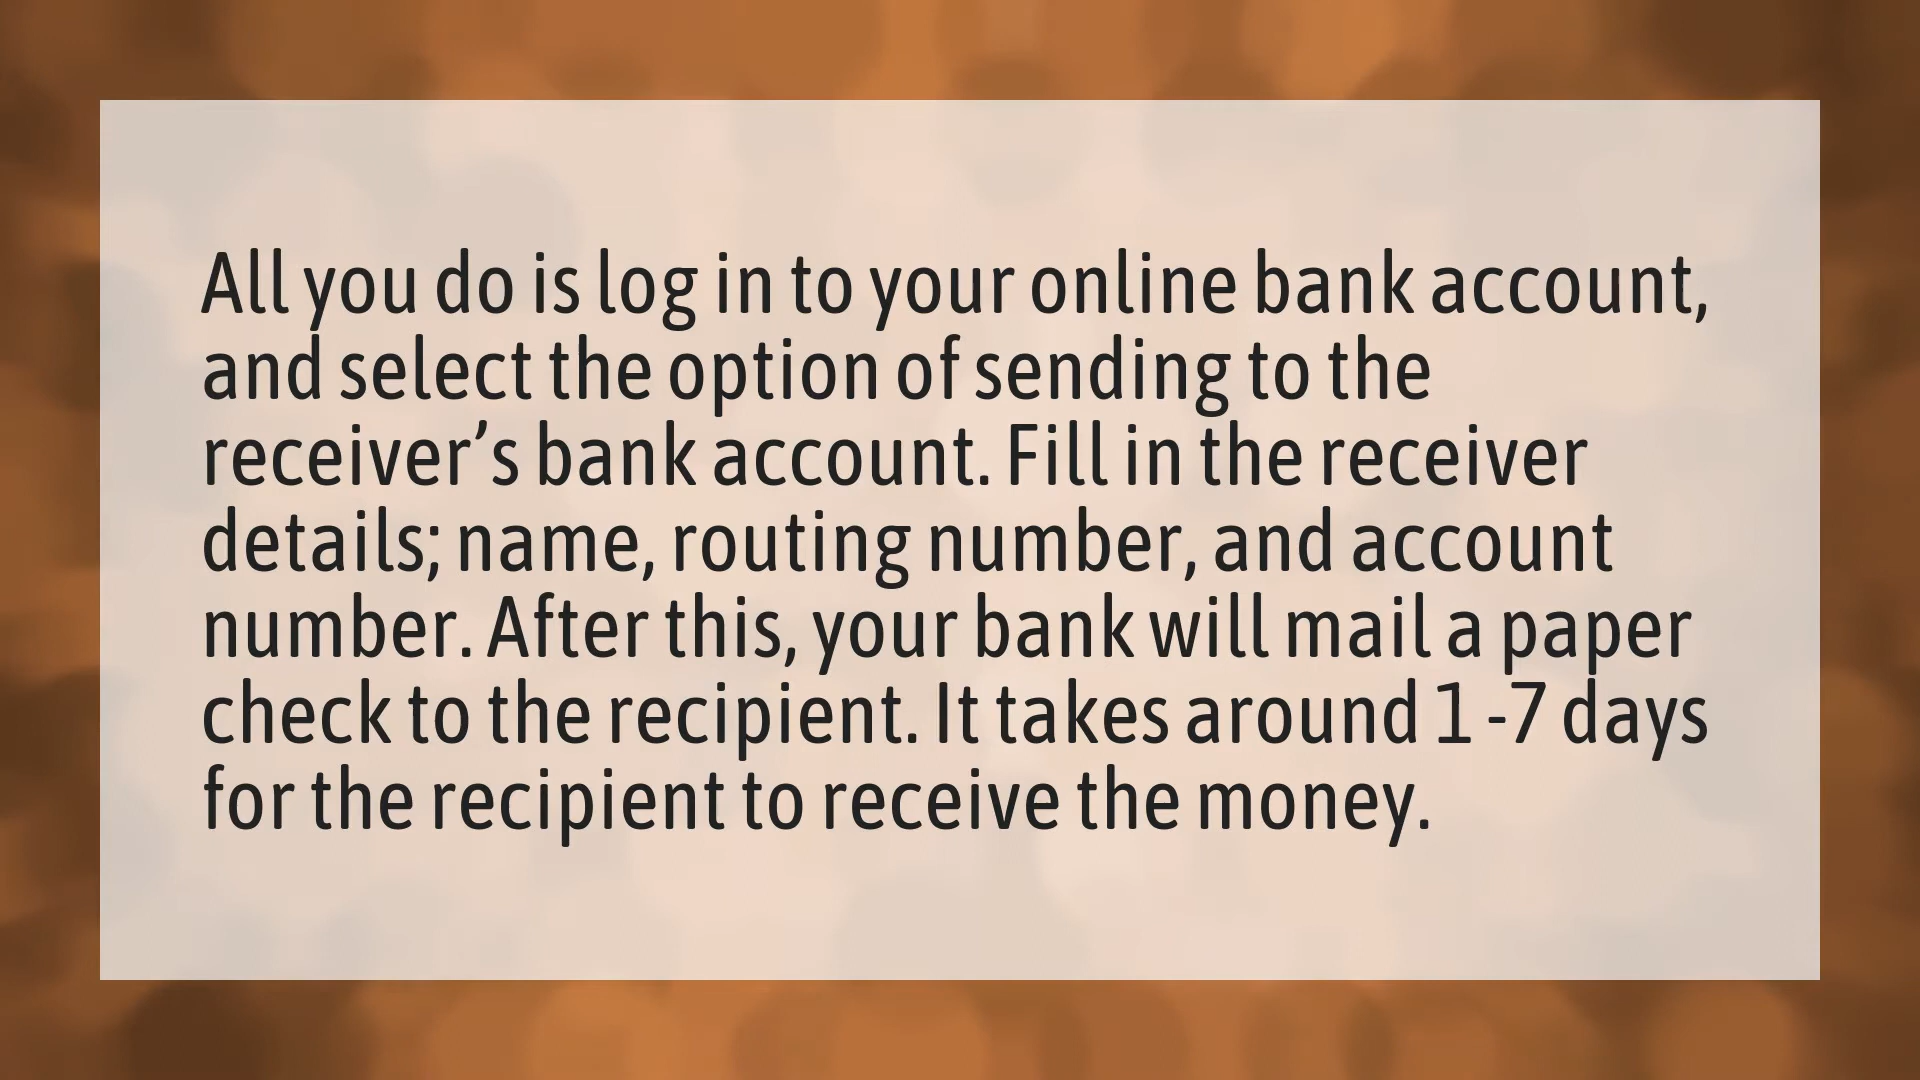 All you do is log in to your online bank account,
and select the option of sending to the
receiver’s bank account. Fill in the receiver
details; name, routing number, and account
number. After this, your bank will mail a paper
check to the recipient. It takes around 1 -7 days
for the recipient to receive the money.